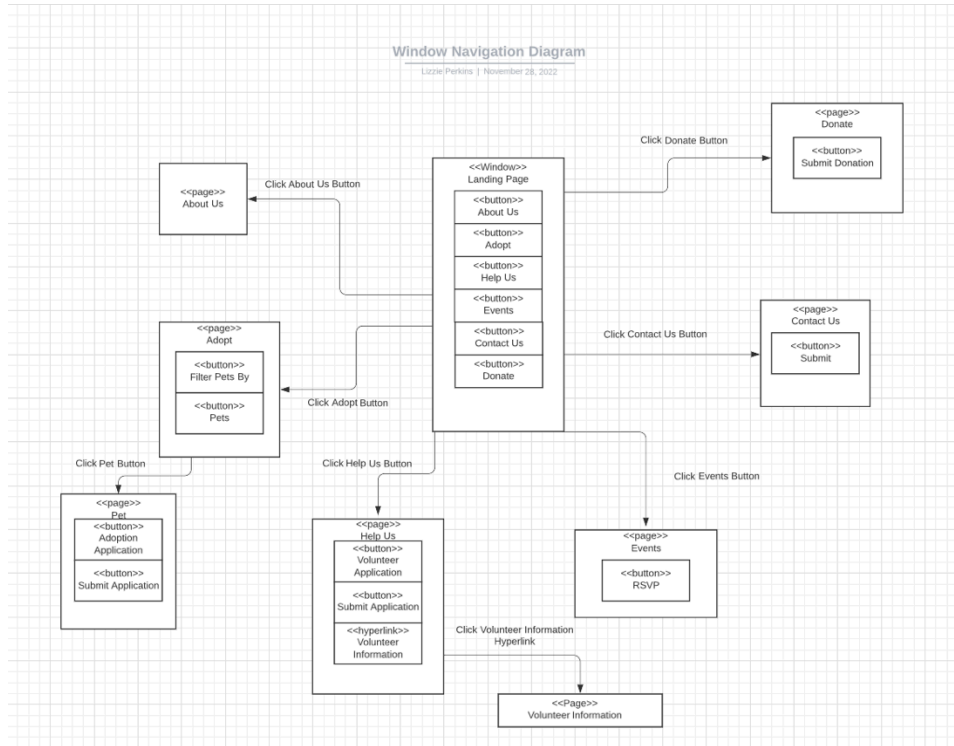 Window Navigation Diagram
Lizzie Perkins | November 28, 2022
<<page>>
Donate
<<button>>
Submit Donation
Click Donate Button
<<Window>>
Landing Page
<<button>>
About Us
<<button>>
Adopt
<<button>>
Help Us
<<button>>
Events
<<button>>
Contact Us
<<button>>
Donate
Click About Us Button
<<page>>
About Us
<<page>>
Contact Us
<<button>>
Submit
Click Contact Us Button
<<page>>
Adopt
<<button>>
Filter Pets By
<<button>>
Pets
Click Adopt Button
Click Pet Button
<<page>>
Pet
<<button>>
Adoption
Application
<<button>>
Submit Application
Click Help Us Button
<<page>>
Help Us
<<button>>
Volunteer
Application
<<button>>
Submit Application
<<hyperlink>>
Volunteer
Information
Click Events Button
<<page>>
Events
<<button>>
RSVP
Click Volunteer Information
Hyperlink
<<Page>>
Volunteer Information